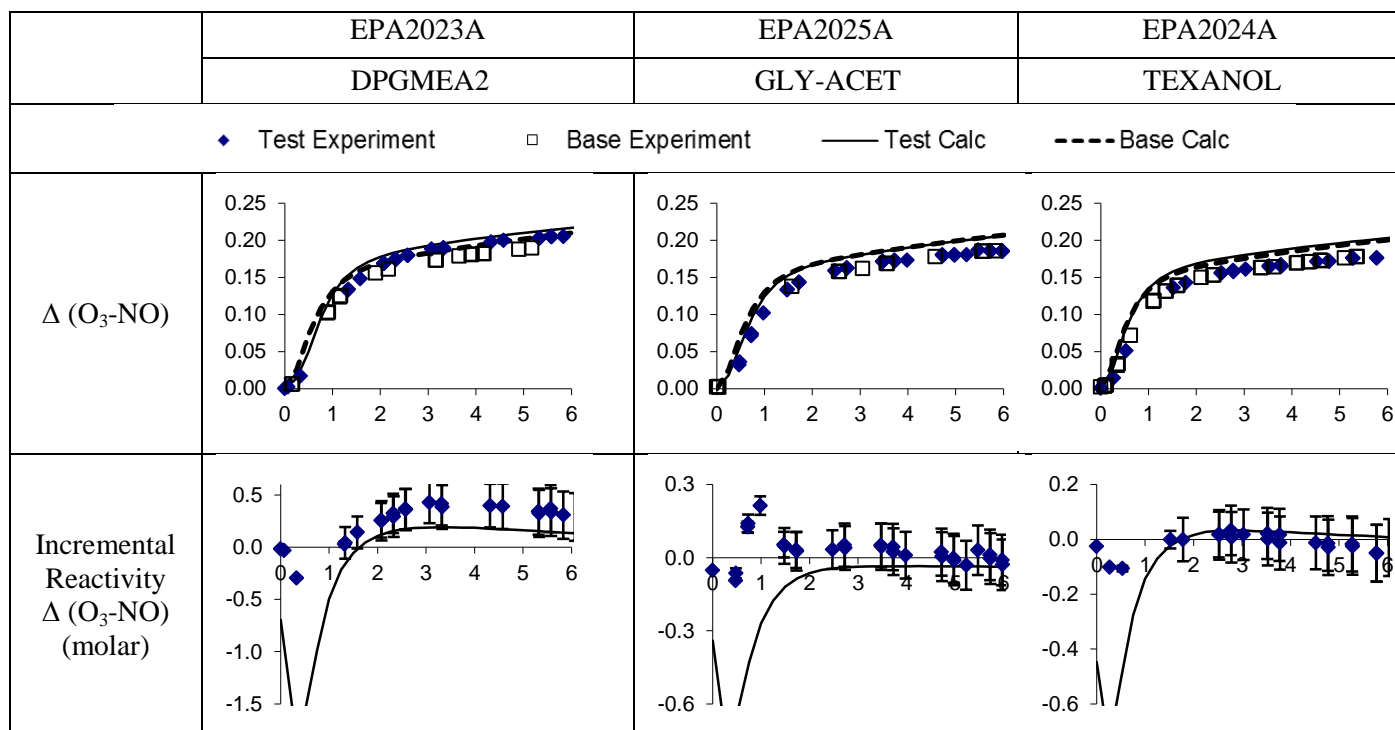 EPA2023A EPA2025A EPA2024A
DPGMEA2 GLY-ACET TEXANOL
Test Experiment Base Experiment Test Calc Base Calc
Δ (O₃-NO)
0.25 0.25 0.25
0.20 0.20 0.20
0.15 0.15 0.15
0.10 0.10 0.10
0.05 0.05 0.05
0.00 0.00 0.00
0 1 2 3 4 5 6 0 1 2 3 4 5 6 0 1 2 3 4 5 6
Incremental
Reactivity
Δ (O₃-NO)
(molar)
0.5
0.0
-0.5
-1.0
-1.5
0 2 4 6
0.3
0.0
-0.3
-0.6
0 1 2 3 4 5 6
0.2
0.0
-0.2
-0.4
-0.6
0 1 2 3 4 5 6